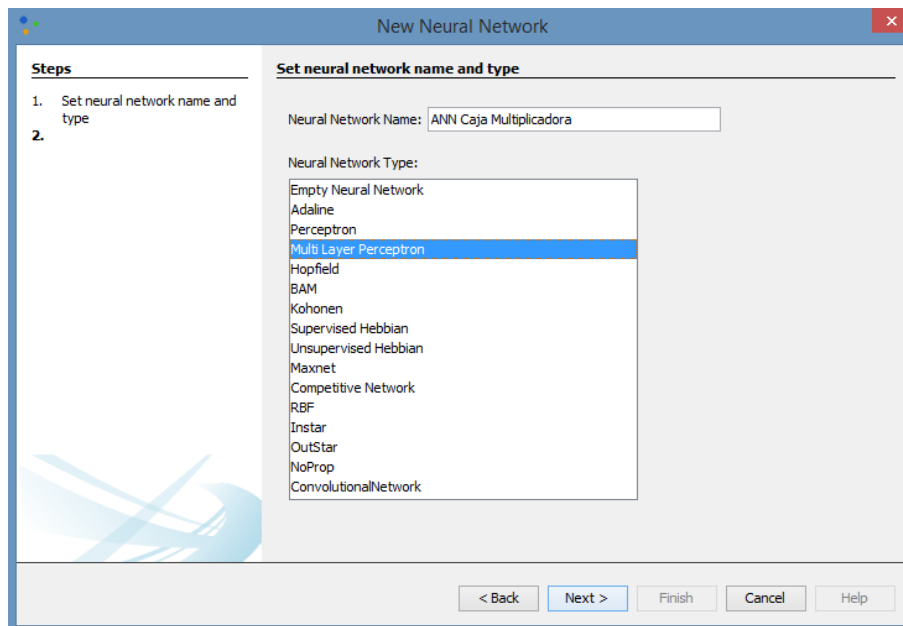 New Neural Network
Steps
1. Set neural network name and
type
2.
Set neural network name and type
Neural Network Name: ANN Caja Multiplicadora
Neural Network Type:
Empty Neural Network
Adaline
Perceptron
Multi Layer Perceptron
Hopfield
BAM
Kohonen
Supervised Hebbian
Unsupervised Hebbian
Maxnet
Competitive Network
RBF
Instar
OutStar
NoProp
ConvolutionalNetwork
< Back Next > Finish Cancel Help